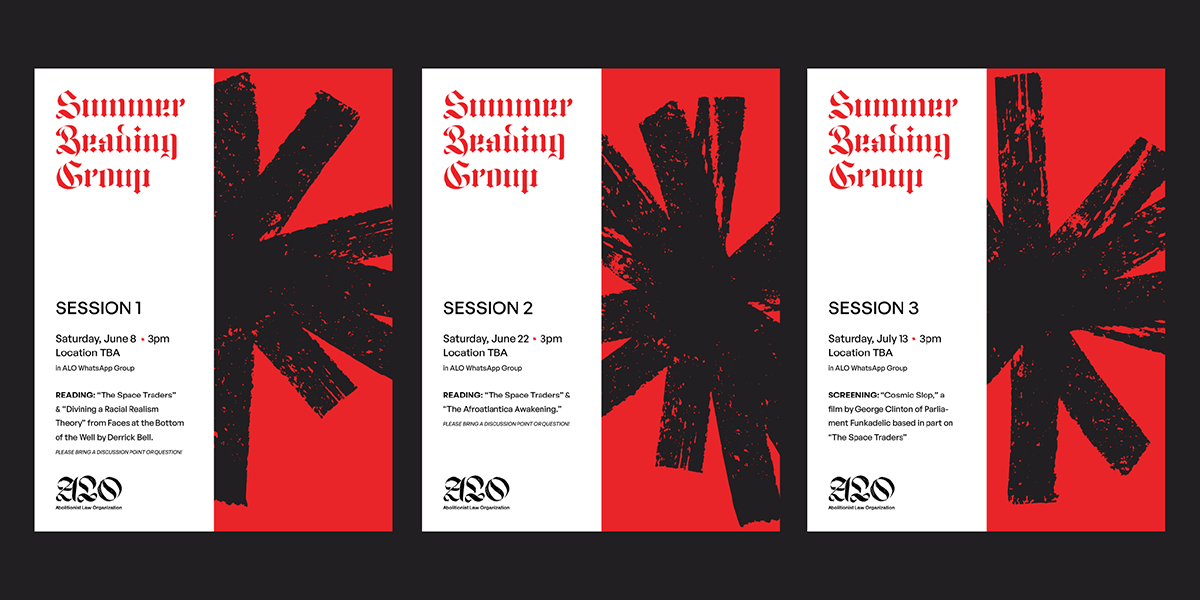 Summer
Reading
Group
SESSION 1
Saturday, June 8 • 3pm
Location TBA
in ALO WhatsApp Group
READING: “The Space Traders”
& “Divining a Racial Realism
Theory” from Faces at the Bottom
of the Well by Derrick Bell.
PLEASE BRING A DISCUSSION POINT OR QUESTION!
ALO
Abolitionist Law Organization
Summer
Reading
Group
SESSION 2
Saturday, June 22 • 3pm
Location TBA
in ALO WhatsApp Group
READING: “The Space Traders” &
“The Afroatlantica Awakening.”
PLEASE BRING A DISCUSSION POINT OR QUESTION!
ALO
Abolitionist Law Organization
Summer
Reading
Group
SESSION 3
Saturday, July 13 • 3pm
Location TBA
in ALO WhatsApp Group
SCREENING: “Cosmic Slop,” a
film by George Clinton of Parlia-
ment Funkadelic based in part on
“The Space Traders”
ALO
Abolitionist Law Organization